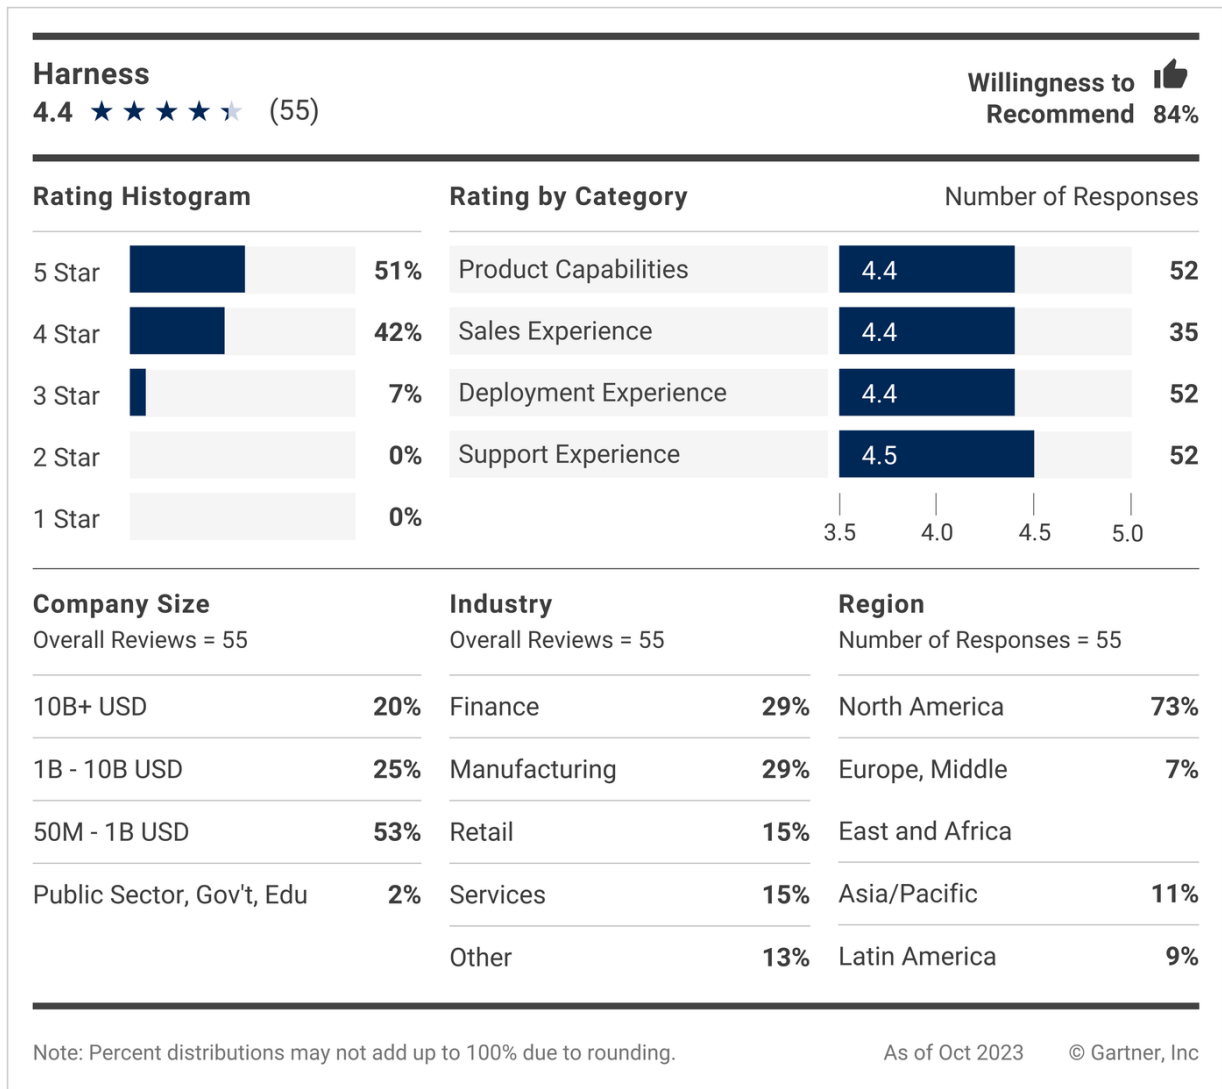 Harness
4.4 (55)
Willingness to
Recommend 84%
Rating Histogram
5 Star 51%
4 Star 42%
3 Star 7%
2 Star 0%
1 Star 0%
Rating by Category Number of Responses
Product Capabilities 4.4 52
Sales Experience 4.4 35
Deployment Experience 4.4 52
Support Experience 4.5 52
3.5 4.0 4.5 5.0
Company Size
Overall Reviews = 55
10B+ USD 20%
1B - 10B USD 25%
50M - 1B USD 53%
Public Sector, Gov't, Edu 2%
Industry
Overall Reviews = 55
Finance 29%
Manufacturing 29%
Retail 15%
Services 15%
Other 13%
Region
Number of Responses = 55
North America 73%
Europe, Middle 7%
East and Africa
Asia/Pacific 11%
Latin America 9%
Note: Percent distributions may not add up to 100% due to rounding. As of Oct 2023 © Gartner, Inc